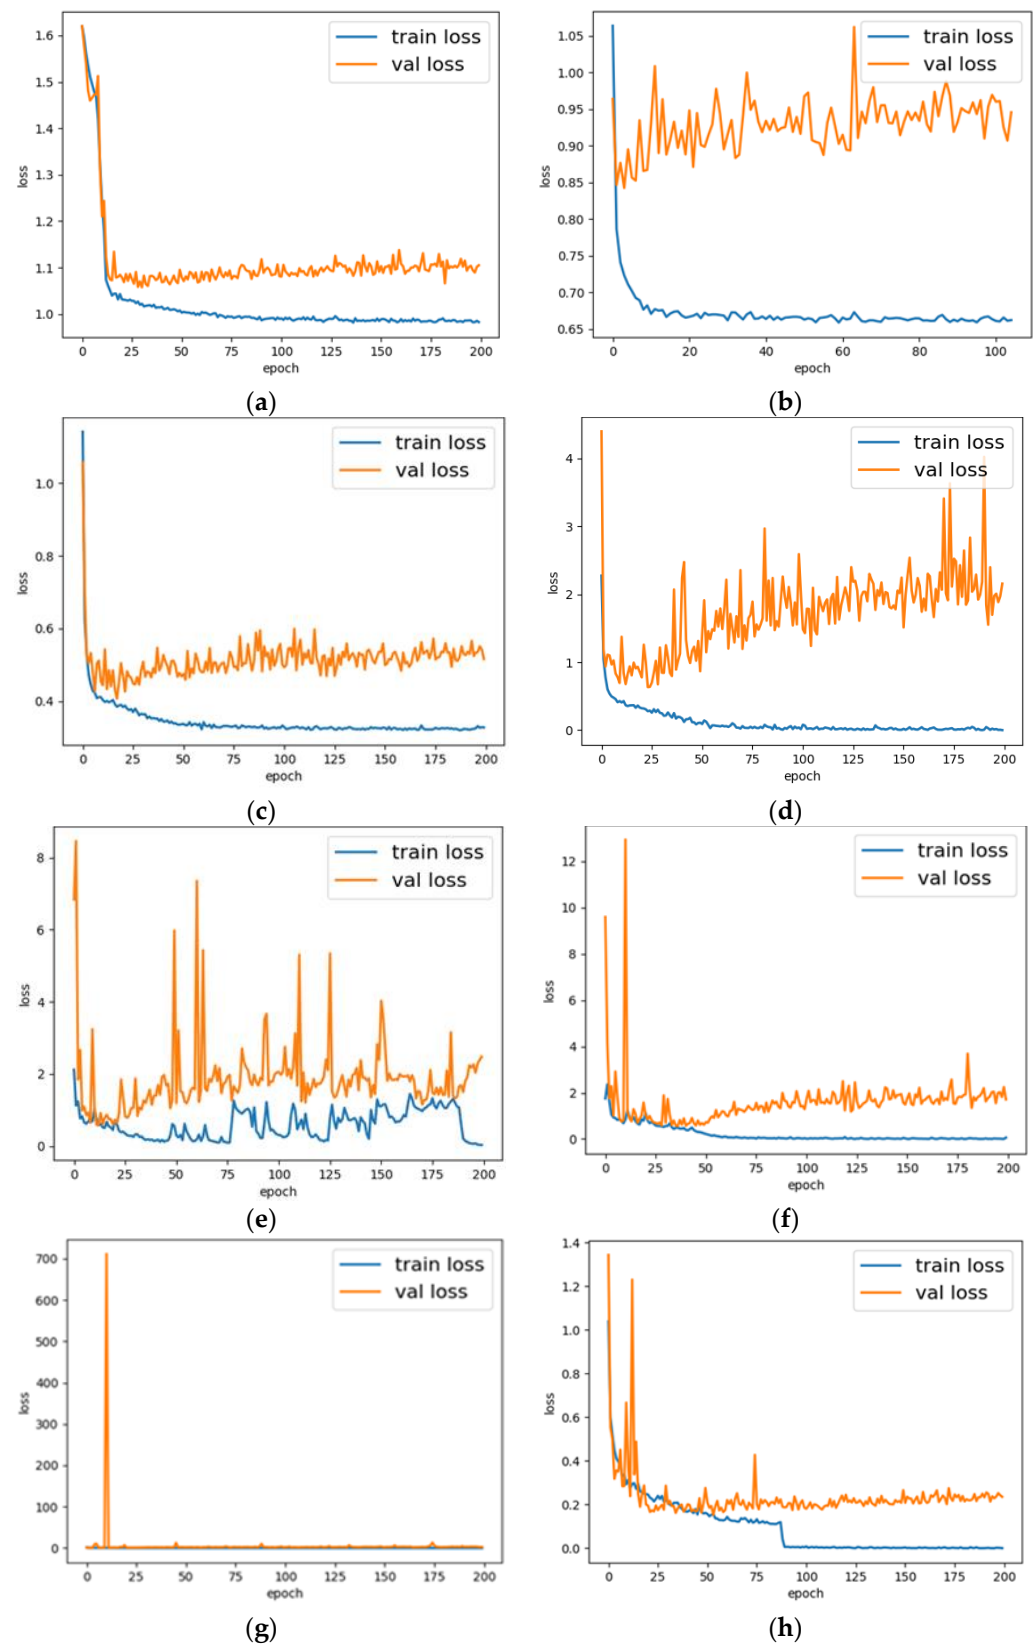 train loss
val loss
1.6
1.5
1.4
1.3
1.2
1.1
1.0
loss
0 25 50 75 100 125 150 175 200
epoch
(a)
train loss
val loss
1.05
1.00
0.95
0.90
0.85
0.80
0.75
0.70
0.65
loss
0 20 40 60 80 100
epoch
(b)
train loss
val loss
1.0
0.8
0.6
0.4
loss
0 25 50 75 100 125 150 175 200
epoch
(c)
train loss
val loss
4
3
2
1
0
loss
0 25 50 75 100 125 150 175 200
epoch
(d)
train loss
val loss
8
6
4
2
0
loss
0 25 50 75 100 125 150 175 200
epoch
(e)
train loss
val loss
12
10
8
6
4
2
0
loss
0 25 50 75 100 125 150 175 200
epoch
(f)
train loss
val loss
700
600
500
400
300
200
100
0
loss
0 25 50 75 100 125 150 175 200
epoch
(g)
train loss
val loss
1.4
1.2
1.0
0.8
0.6
0.4
0.2
0.0
loss
0 25 50 75 100 125 150 175 200
epoch
(h)